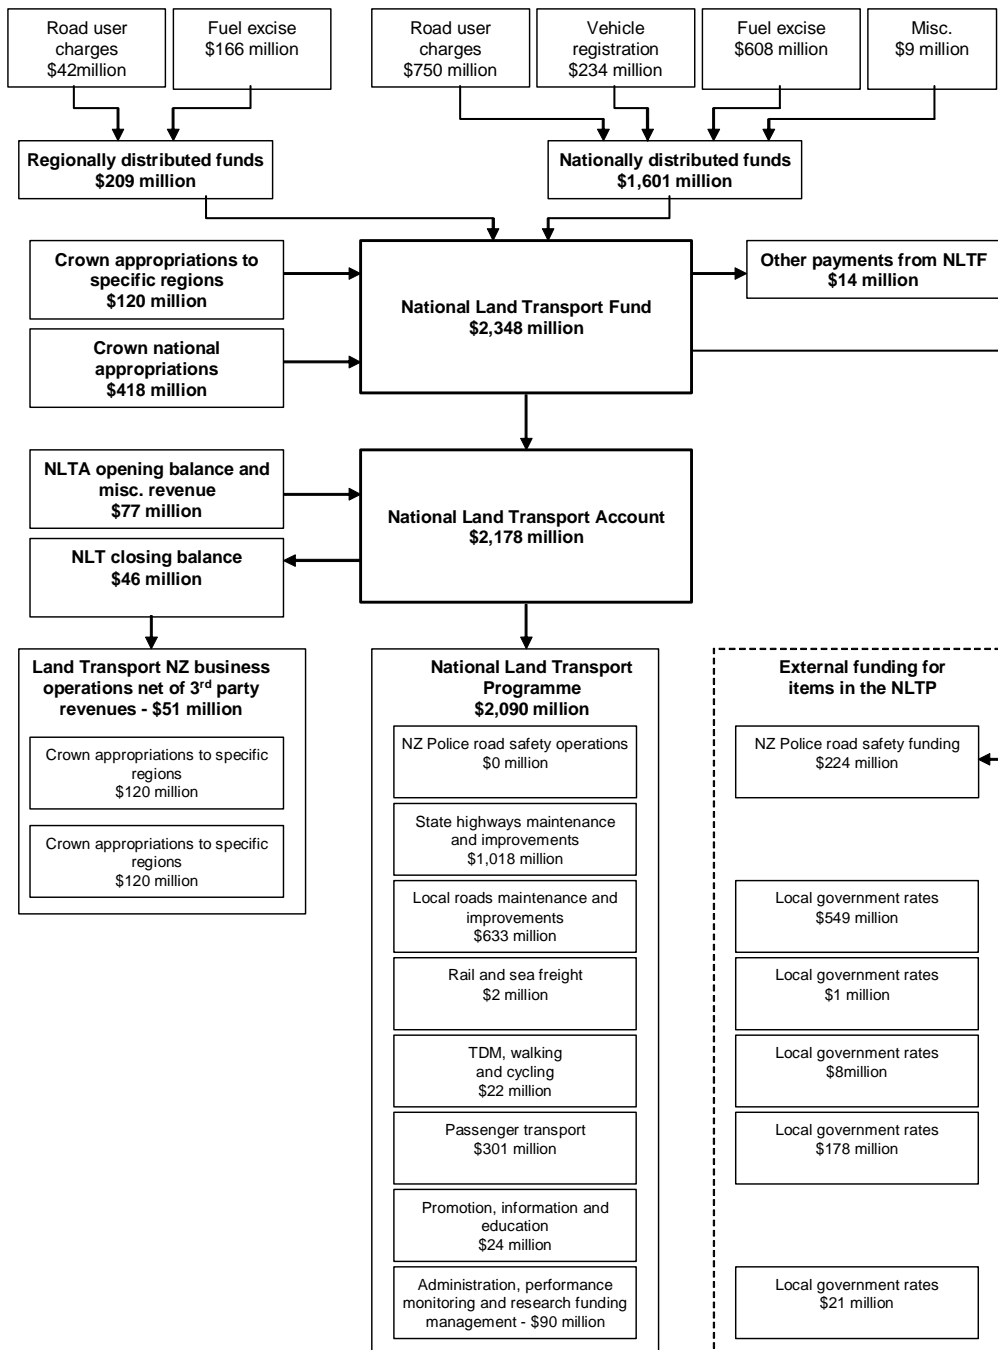 Road user
charges
$42million
Fuel excise
$166 million
Road user
charges
$750 million
Vehicle
registration
$234 million
Fuel excise
$608 million
Misc.
$9 million
Regionally distributed funds
$209 million
Nationally distributed funds
$1,601 million
Crown appropriations to
specific regions
$120 million
National Land Transport Fund
$2,348 million
Other payments from NLTF
$14 million
Crown national
appropriations
$418 million
NLTA opening balance and
misc. revenue
$77 million
National Land Transport Account
$2,178 million
NLT closing balance
$46 million
Land Transport NZ business
operations net of 3rd party
revenues - $51 million
Crown appropriations to specific
regions
$120 million
Crown appropriations to specific
regions
$120 million
National Land Transport
Programme
$2,090 million
NZ Police road safety operations
$0 million
State highways maintenance
and improvements
$1,018 million
Local roads maintenance and
improvements
$633 million
Rail and sea freight
$2 million
TDM, walking
and cycling
$22 million
Passenger transport
$301 million
Promotion, information and
education
$24 million
Administration, performance
monitoring and research funding
management - $90 million
External funding for
items in the NLTP
NZ Police road safety funding
$224 million
Local government rates
$549 million
Local government rates
$1 million
Local government rates
$8million
Local government rates
$178 million
Local government rates
$21 million